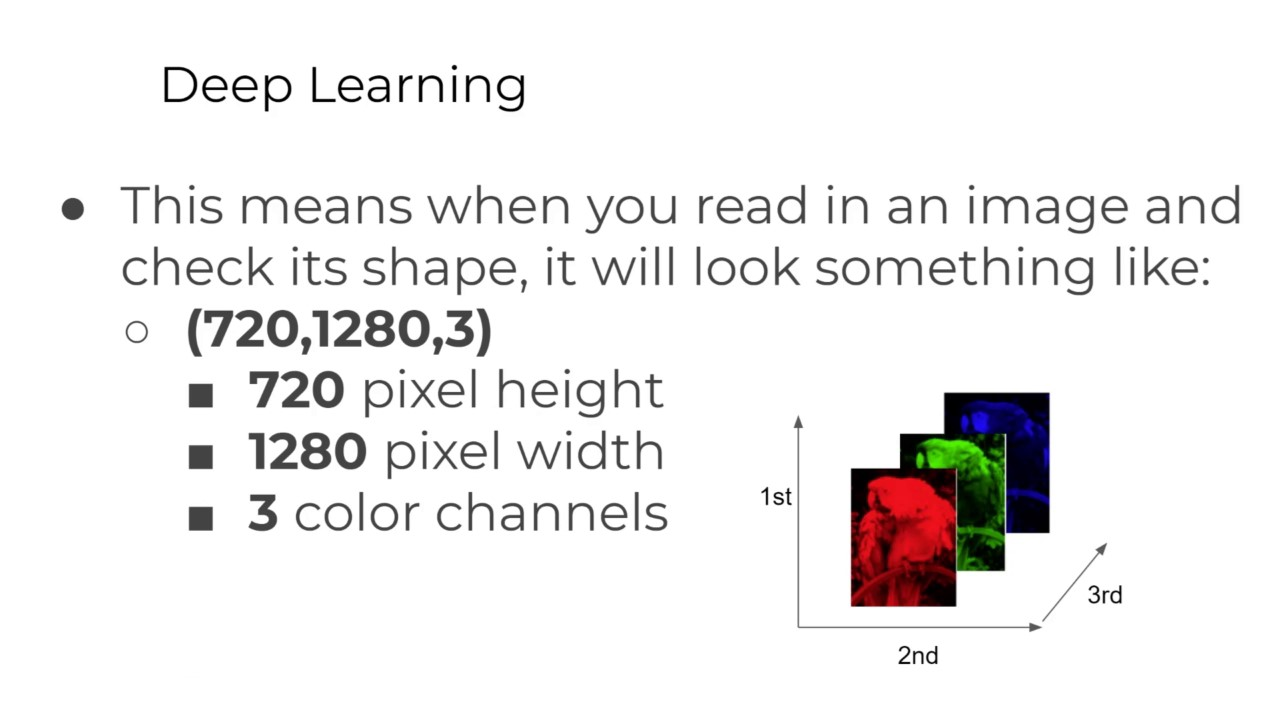 Deep Learning
● This means when you read in an image and
check its shape, it will look something like:
○ (720,1280,3)
■ 720 pixel height
■ 1280 pixel width
■ 3 color channels
1st
3rd
2nd